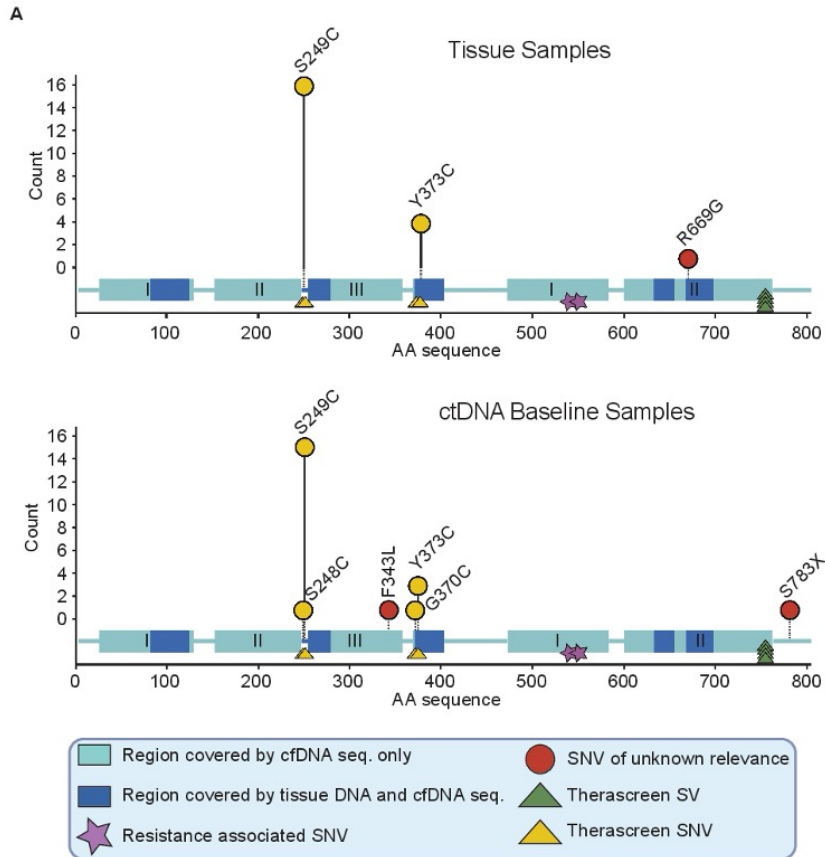 A
Tissue Samples
S249C
Y373C
R669G
Count
16
14
12
10
8
6
4
2
0
I II III I II
0 100 200 300 400 500 600 700 800
AA sequence
ctDNA Baseline Samples
S249C
S248C
F343L
Y373C
G370C
S783X
Count
16
14
12
10
8
6
4
2
0
I II III I II
0 100 200 300 400 500 600 700 800
AA sequence
Region covered by cfDNA seq. only
Region covered by tissue DNA and cfDNA seq.
Resistance associated SNV
SNV of unknown relevance
Therascreen SV
Therascreen SNV